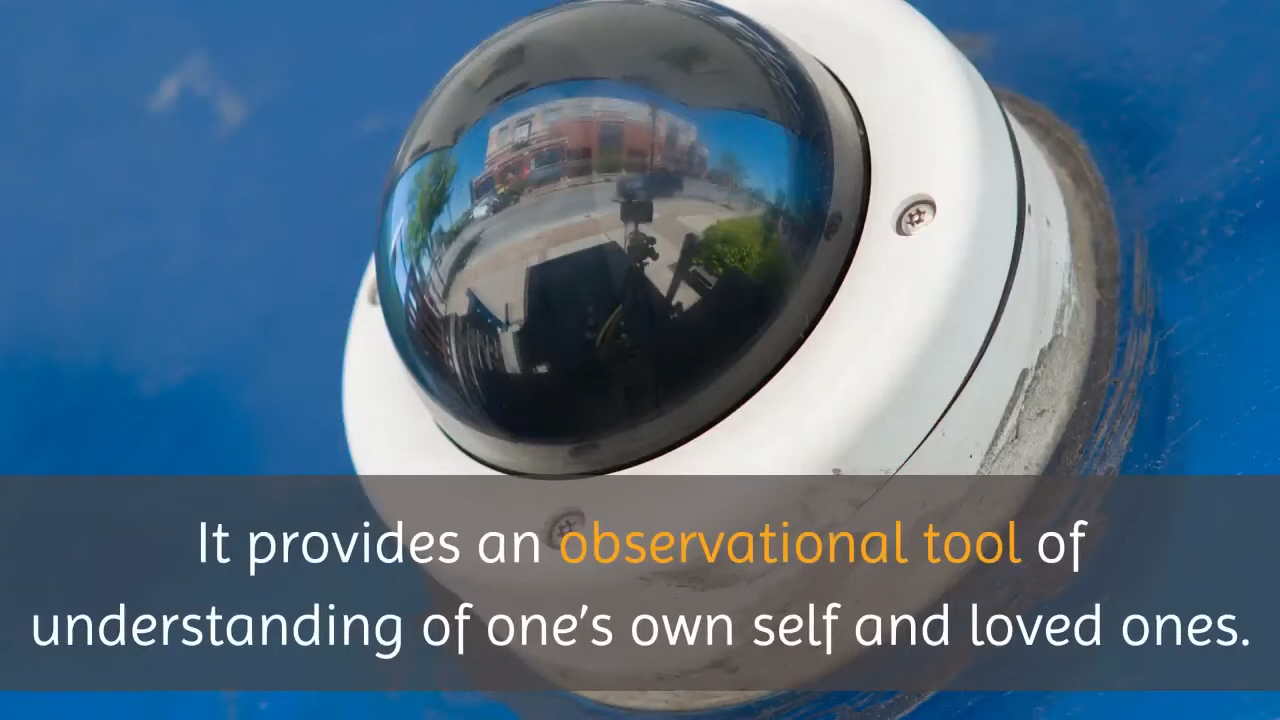 It provides an observational tool of
understanding of one's own self and loved ones.